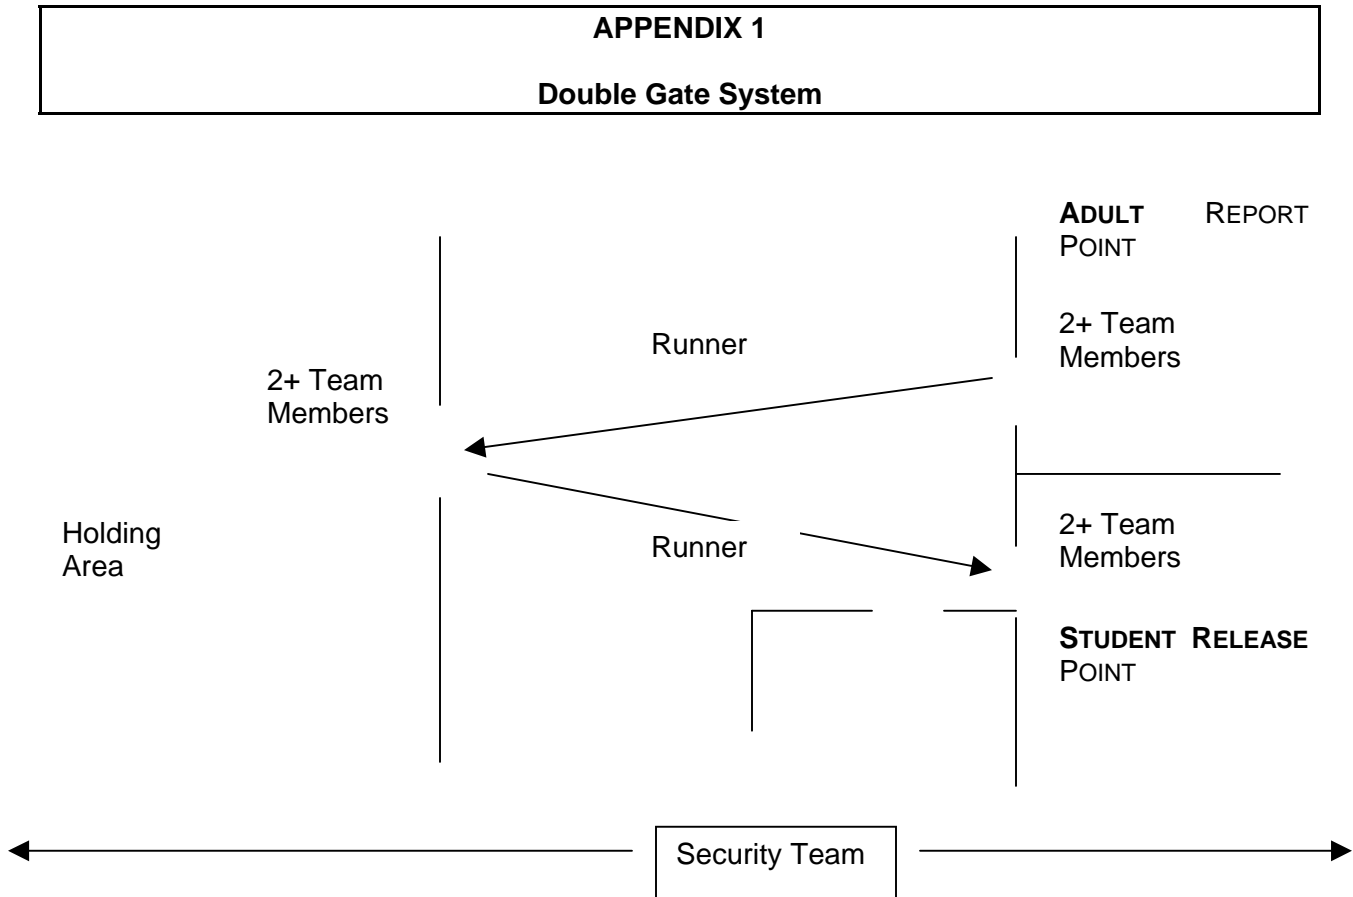 APPENDIX 1
Double Gate System
ADULT REPORT
POINT
2+ Team
Members
Runner
2+ Team
Members
Holding
Area
Runner
2+ Team
Members
STUDENT RELEASE
POINT
Security Team